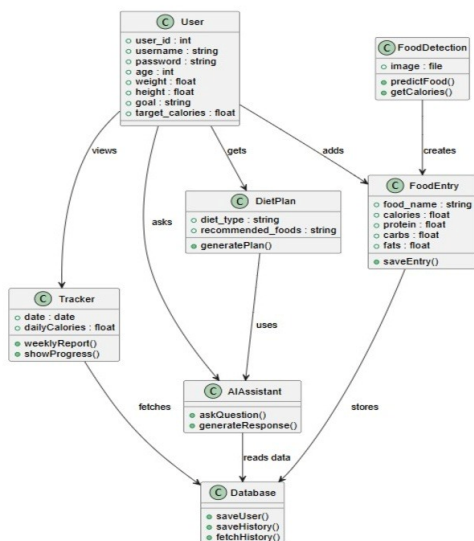 C User
user_id : int
username : string
password : string
age : int
weight : float
height : float
goal : string
target_calories : float
C FoodDetection
image : file
predictFood()
getCalories()
views
gets
adds
creates
asks
C DietPlan
diet_type : string
recommended_foods : string
generatePlan()
C FoodEntry
food_name : string
calories : float
protein : float
carbs : float
fats : float
saveEntry()
C Tracker
date : date
dailyCalories : float
weeklyReport()
showProgress()
uses
fetches
C AIAssistant
askQuestion()
generateResponse()
stores
reads data
C Database
saveUser()
saveHistory()
fetchHistory()